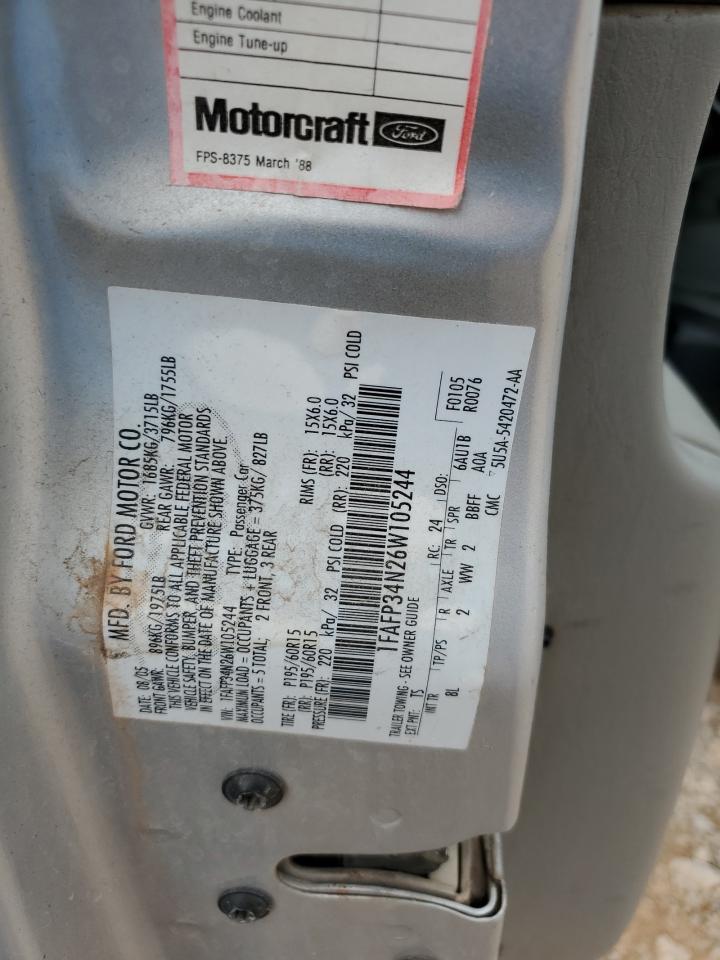 Engine Coolant
Engine Tune-up
Motorcraft Ford
FPS-8375 March '88
MFD. BY FORD MOTOR CO.
DATE: 08/05 GVWR: 1685KG/3715LB
FRONT GAWR: 896KG/1975LB REAR GAWR: 796KG/1755LB
THIS VEHICLE CONFORMS TO ALL APPLICABLE FEDERAL MOTOR
VEHICLE SAFETY, BUMPER, AND THEFT PREVENTION STANDARDS
IN EFFECT ON THE DATE OF MANUFACTURE SHOWN ABOVE.
VIN: 1FAFP34N26W105244 TYPE: Passenger Car
MAXIMUM LOAD = OCCUPANTS + LUGGAGE = 375KG/ 827LB
OCCUPANTS = 5 TOTAL; 2 FRONT, 3 REAR
TIRE (FR): P195/60R15 RIMS (FR): 15X6.0
(RR): P195/60R15 (RR): 15X6.0
PRESSURE (FR): 220 kPa/ 32 PSI COLD (RR): 220 kPa/ 32 PSI COLD
1FAFP34N26W105244
TRAILER TOWING - SEE OWNER GUIDE
F0105
R0076
EXT PNT: TS RC: 24 DSO:
INT TR TP/PS R AXLE TR SPR 6AUTB
8L 2 WW 2 BBFF A0A
CMC 5U5A-5420472-AA